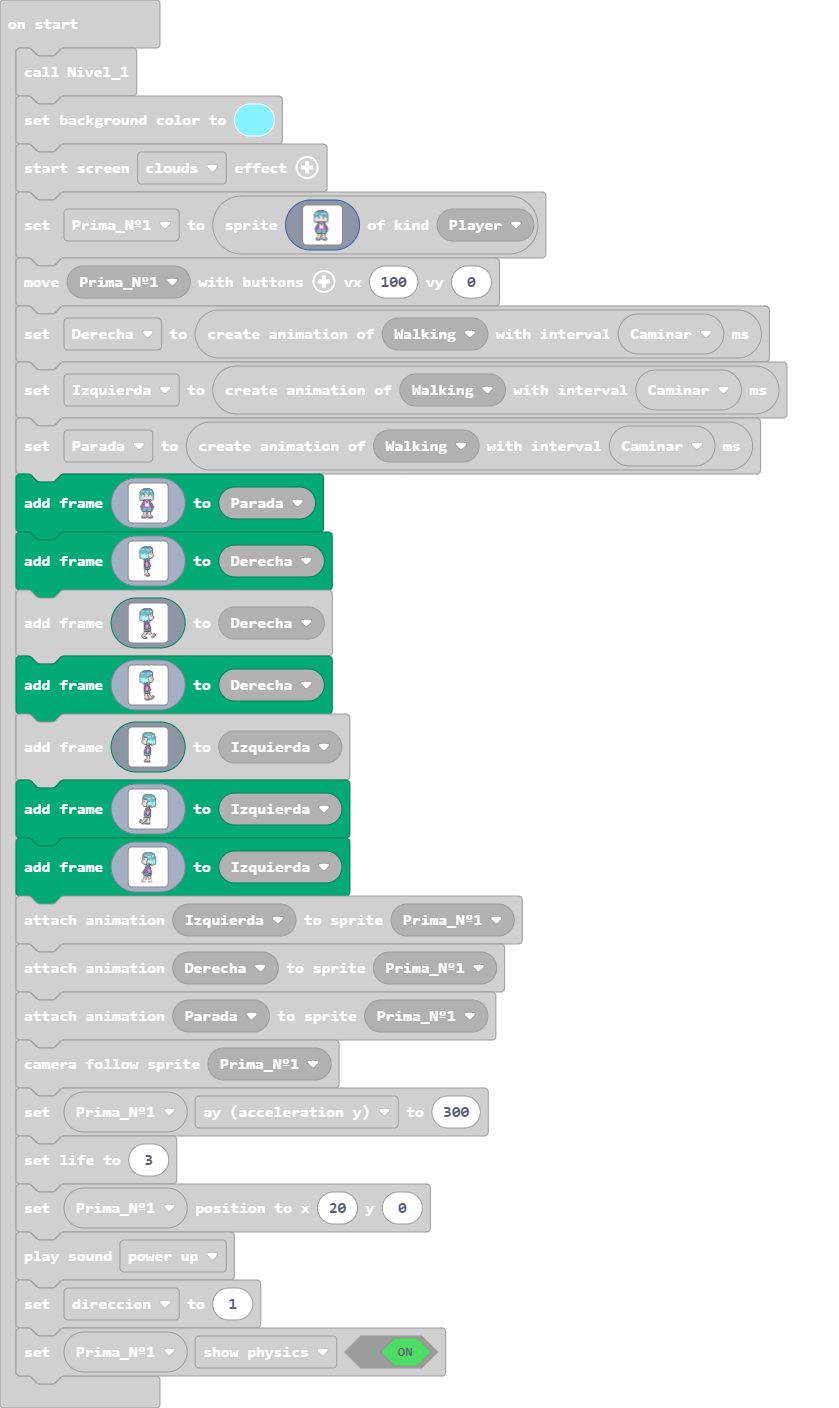 on start
call Nivel_1
set background color to
start screen clouds effect
set Prima_Nº1 to sprite of kind Player
move Prima_Nº1 with buttons vx 100 vy 0
set Derecha to create animation of Walking with interval Caminar ms
set Izquierda to create animation of Walking with interval Caminar ms
set Parada to create animation of Walking with interval Caminar ms
add frame to Parada
add frame to Derecha
add frame to Derecha
add frame to Derecha
add frame to Izquierda
add frame to Izquierda
add frame to Izquierda
attach animation Izquierda to sprite Prima_Nº1
attach animation Derecha to sprite Prima_Nº1
attach animation Parada to sprite Prima_Nº1
camera follow sprite Prima_Nº1
set Prima_Nº1 ay (acceleration y) to 300
set life to 3
set Prima_Nº1 position to x 20 y 0
play sound power up
set direccion to 1
set Prima_Nº1 show physics ON